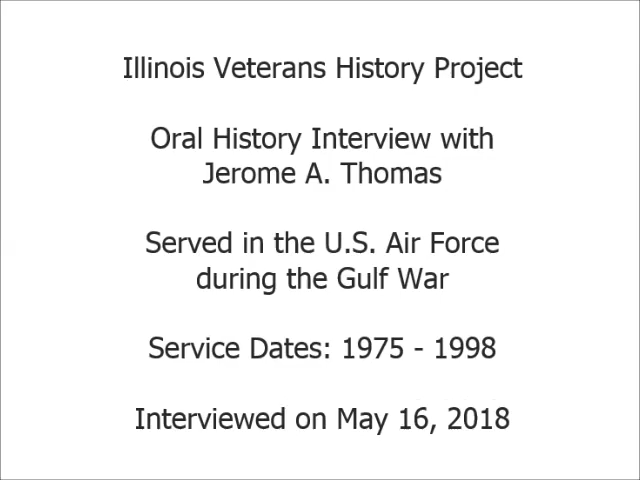 Illinois Veterans History Project
Oral History Interview with
Jerome A. Thomas
Served in the U.S. Air Force
during the Gulf War
Service Dates: 1975 - 1998
Interviewed on May 16, 2018